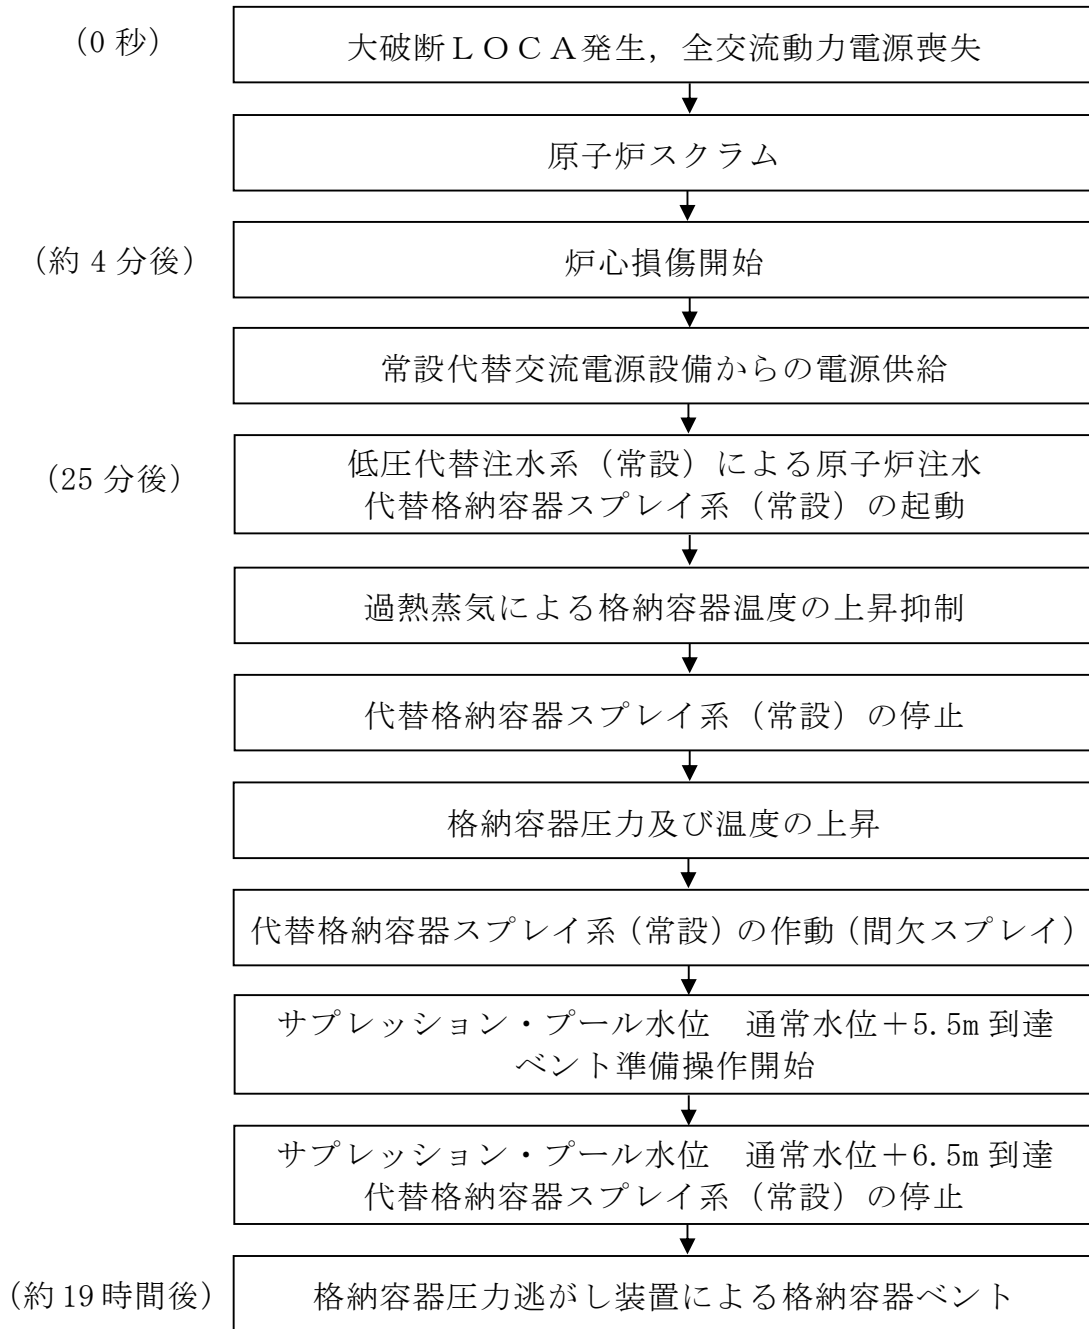 (0 秒)
大破断ＬＯＣＡ発生，全交流動力電源喪失
原子炉スクラム
(約 4 分後)
炉心損傷開始
常設代替交流電源設備からの電源供給
(25 分後)
低圧代替注水系（常設）による原子炉注水
代替格納容器スプレイ系（常設）の起動
過熱蒸気による格納容器温度の上昇抑制
代替格納容器スプレイ系（常設）の停止
格納容器圧力及び温度の上昇
代替格納容器スプレイ系（常設）の作動（間欠スプレイ）
サプレッション・プール水位　通常水位＋5.5m 到達
ベント準備操作開始
サプレッション・プール水位　通常水位＋6.5m 到達
代替格納容器スプレイ系（常設）の停止
(約 19 時間後)
格納容器圧力逃がし装置による格納容器ベント